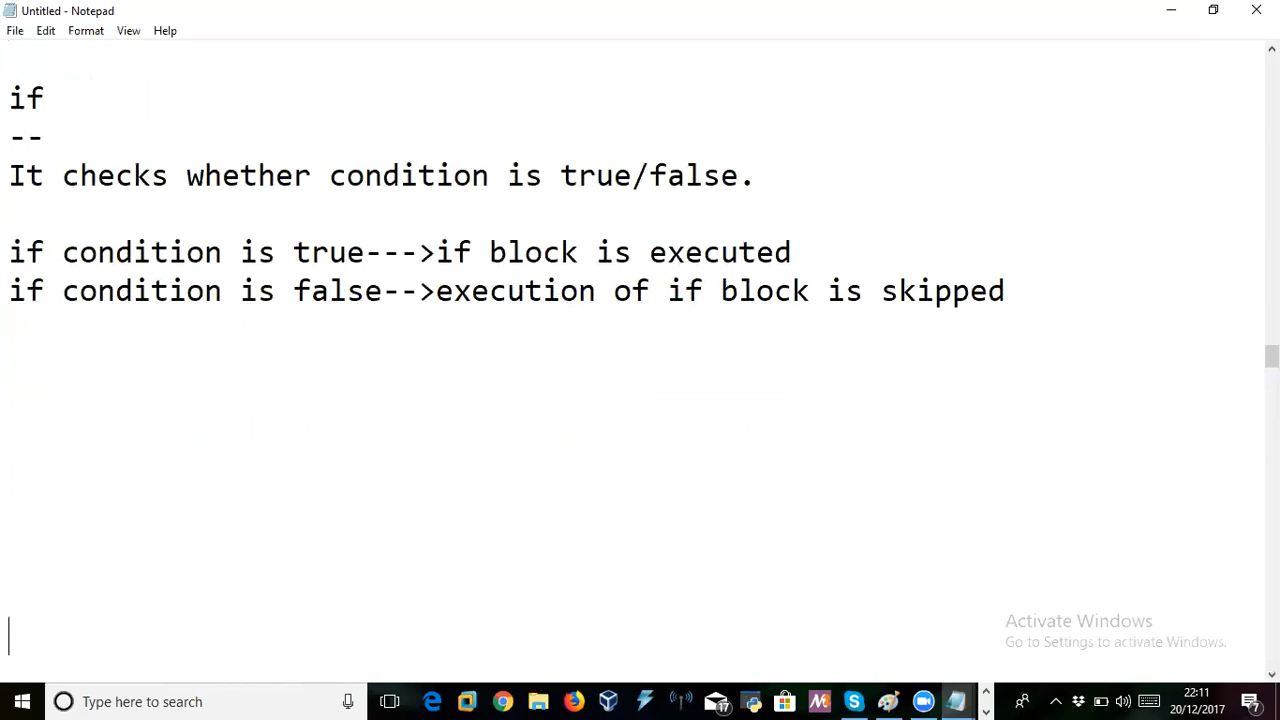 Untitled - Notepad
File Edit Format View Help
if
--
It checks whether condition is true/false.
if condition is true--->if block is executed
if condition is false-->execution of if block is skipped
Activate Windows
Go to Settings to activate Windows.
Type here to search
17
22:11
20/12/2017
7